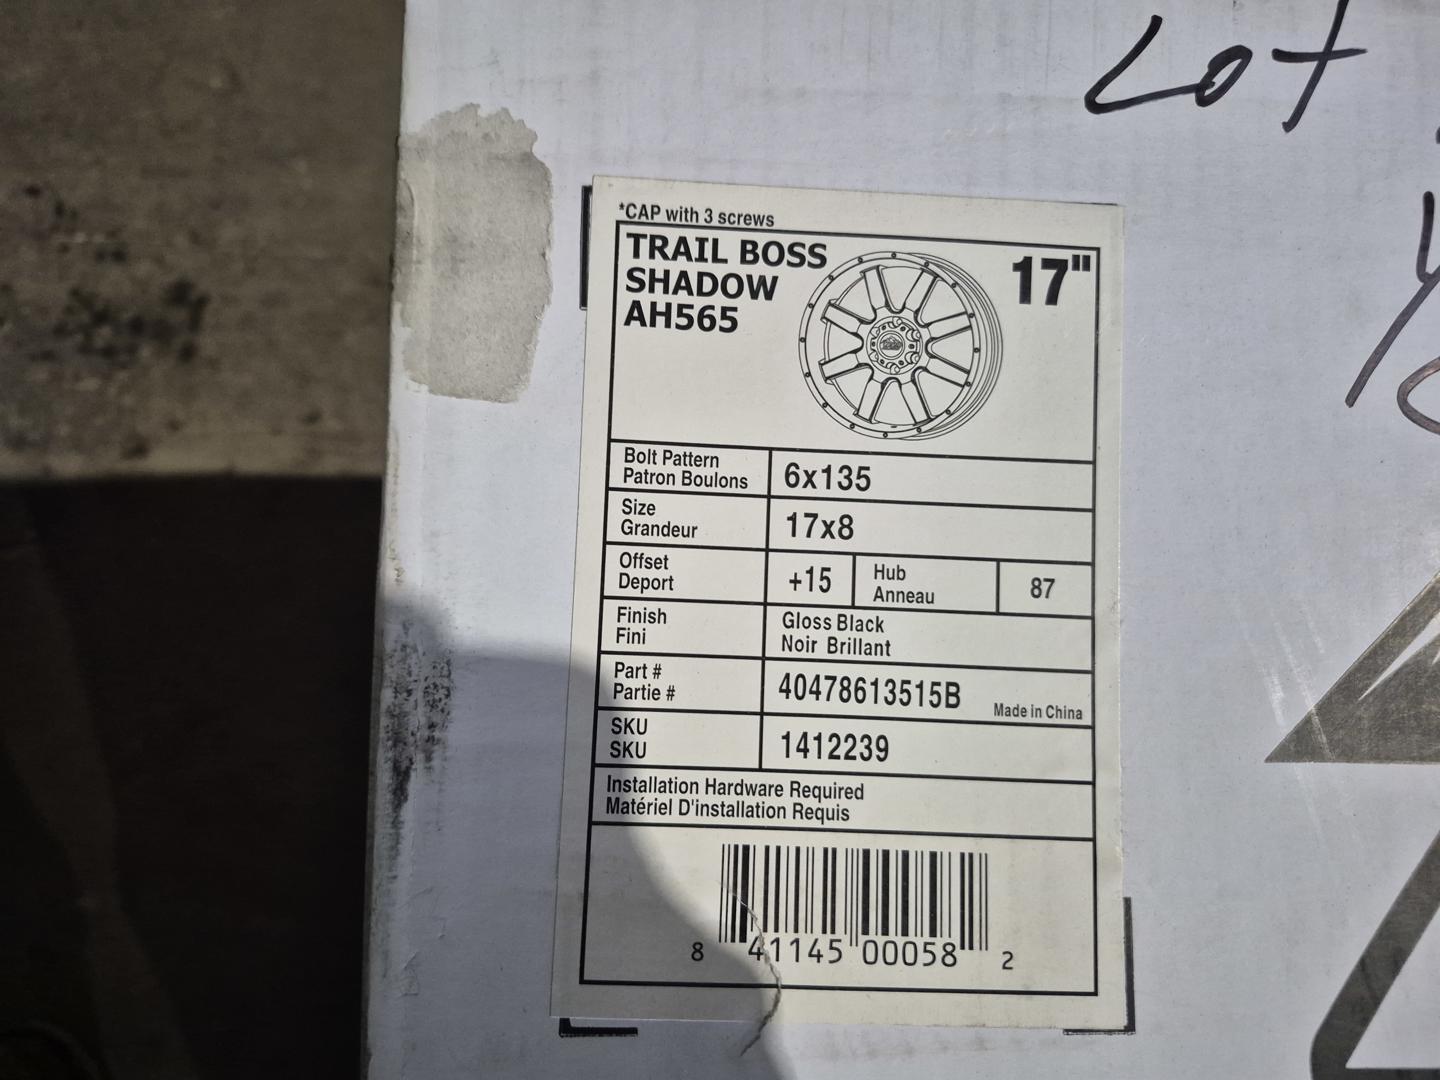 Lot
*CAP with 3 screws
TRAIL BOSS
SHADOW
AH565
17"
Bolt Pattern
Patron Boulons
6x135
Size
Grandeur
17x8
Offset
Deport
+15
Hub
Anneau
87
Finish
Fini
Gloss Black
Noir Brillant
Part #
Partie #
40478613515B
Made in China
SKU
SKU
1412239
Installation Hardware Required
Matériel D'installation Requis
8 41145 00058 2